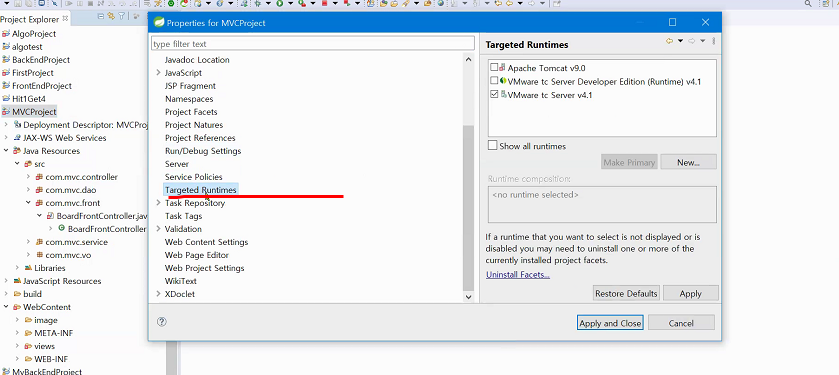 Project Explorer
AlgoProject
algotest
BackEndProject
FirstProject
FrontEndProject
Hit1Get4
MVCProject
Deployment Descriptor: MVCProj
JAX-WS Web Services
Java Resources
src
com.mvc.controller
com.mvc.dao
com.mvc.front
BoardFrontController.jav
BoardFrontController
com.mvc.service
com.mvc.vo
Libraries
JavaScript Resources
build
WebContent
image
META-INF
views
WEB-INF
MyBackEndProject
Properties for MVCProject
type filter text
Javadoc Location
JavaScript
JSP Fragment
Namespaces
Project Facets
Project Natures
Project References
Run/Debug Settings
Server
Service Policies
Targeted Runtimes
Task Repository
Task Tags
Validation
Web Content Settings
Web Page Editor
Web Project Settings
WikiText
XDoclet
Targeted Runtimes
Apache Tomcat v9.0
VMware tc Server Developer Edition (Runtime) v4.1
VMware tc Server v4.1
Show all runtimes
Make Primary
New...
Runtime composition:
<no runtime selected>
If a runtime that you want to select is not displayed or is
disabled you may need to uninstall one or more of the
currently installed project facets.
Uninstall Facets...
Restore Defaults
Apply
Apply and Close
Cancel